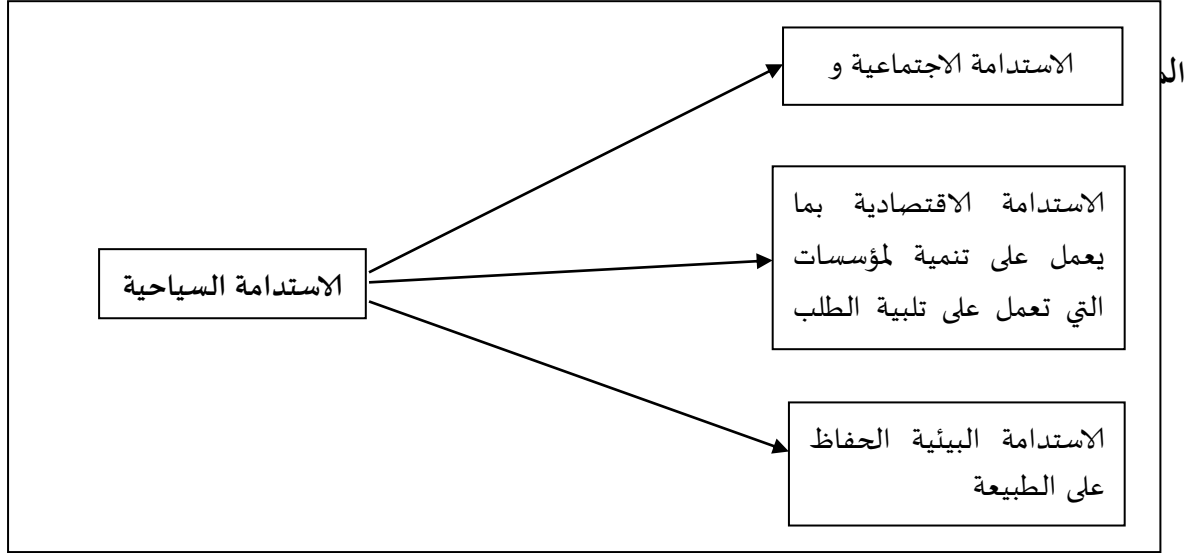 الاستدامة الاجتماعية و
الاستدامة الاقتصادية بما
يعمل على تنمية لمؤسسات
التي تعمل على تلبية الطلب
الاستدامة السياحية
الاستدامة البيئية الحفاظ
على الطبيعة